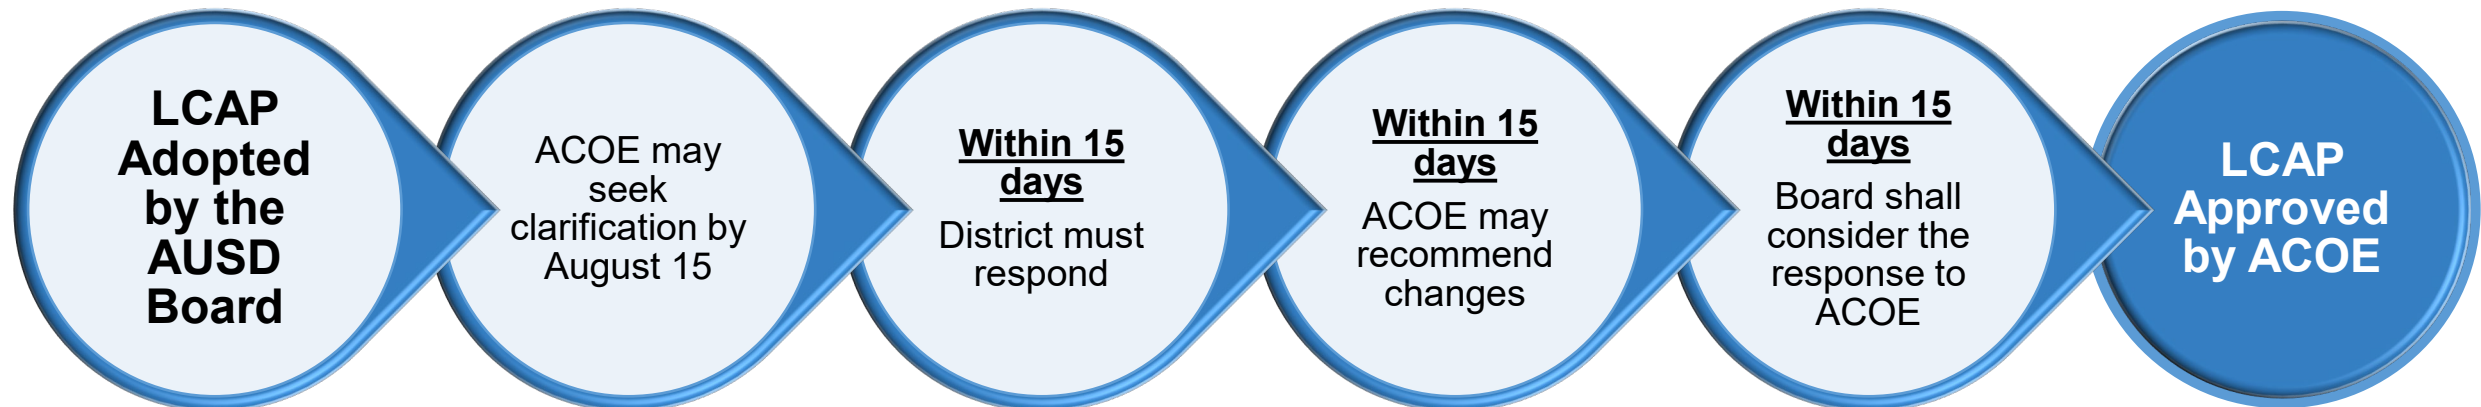 LCAP
Adopted
by the
AUSD
Board
ACOE may
seek
clarification by
August 15
Within 15
days
District must
respond
Within 15
days
ACOE may
recommend
changes
Within 15
days
Board shall
consider the
response to
ACOE
LCAP
Approved
by ACOE